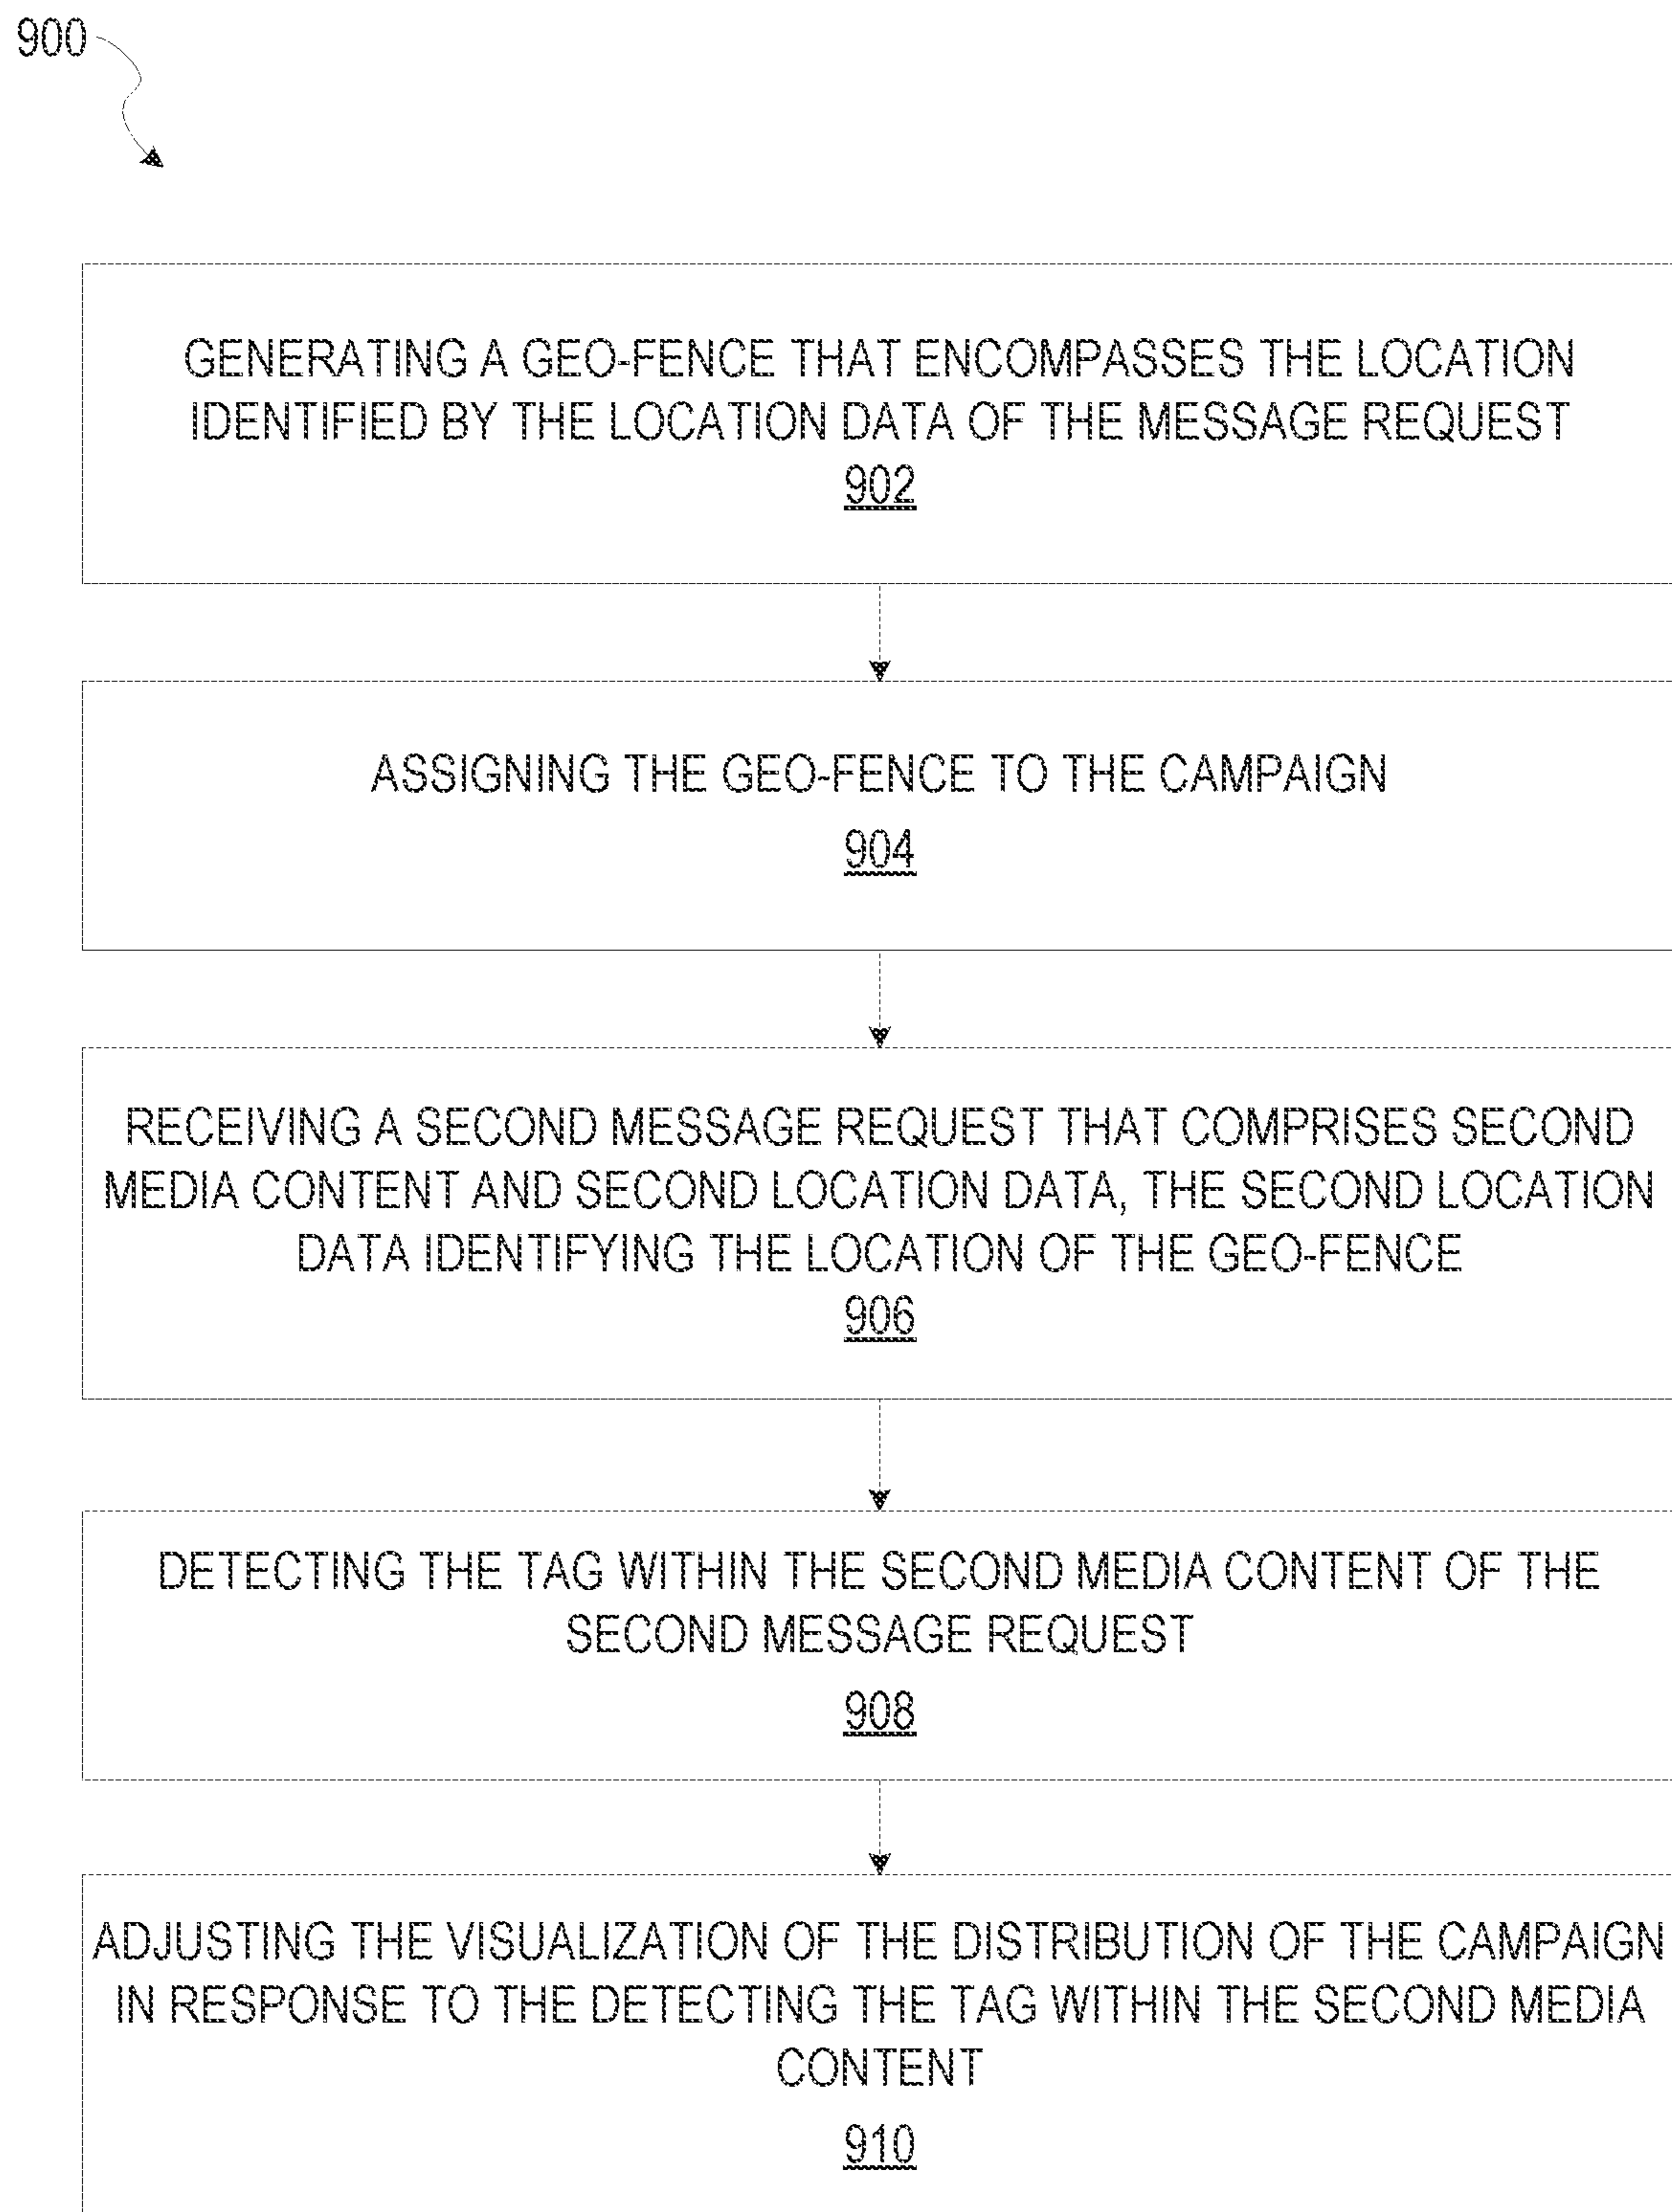 900
GENERATING A GEO-FENCE THAT ENCOMPASSES THE LOCATION
IDENTIFIED BY THE LOCATION DATA OF THE MESSAGE REQUEST
902
ASSIGNING THE GEO-FENCE TO THE CAMPAIGN
904
RECEIVING A SECOND MESSAGE REQUEST THAT COMPRISES SECOND
MEDIA CONTENT AND SECOND LOCATION DATA, THE SECOND LOCATION
DATA IDENTIFYING THE LOCATION OF THE GEO-FENCE
906
DETECTING THE TAG WITHIN THE SECOND MEDIA CONTENT OF THE
SECOND MESSAGE REQUEST
908
ADJUSTING THE VISUALIZATION OF THE DISTRIBUTION OF THE CAMPAIGN
IN RESPONSE TO THE DETECTING THE TAG WITHIN THE SECOND MEDIA
CONTENT
910